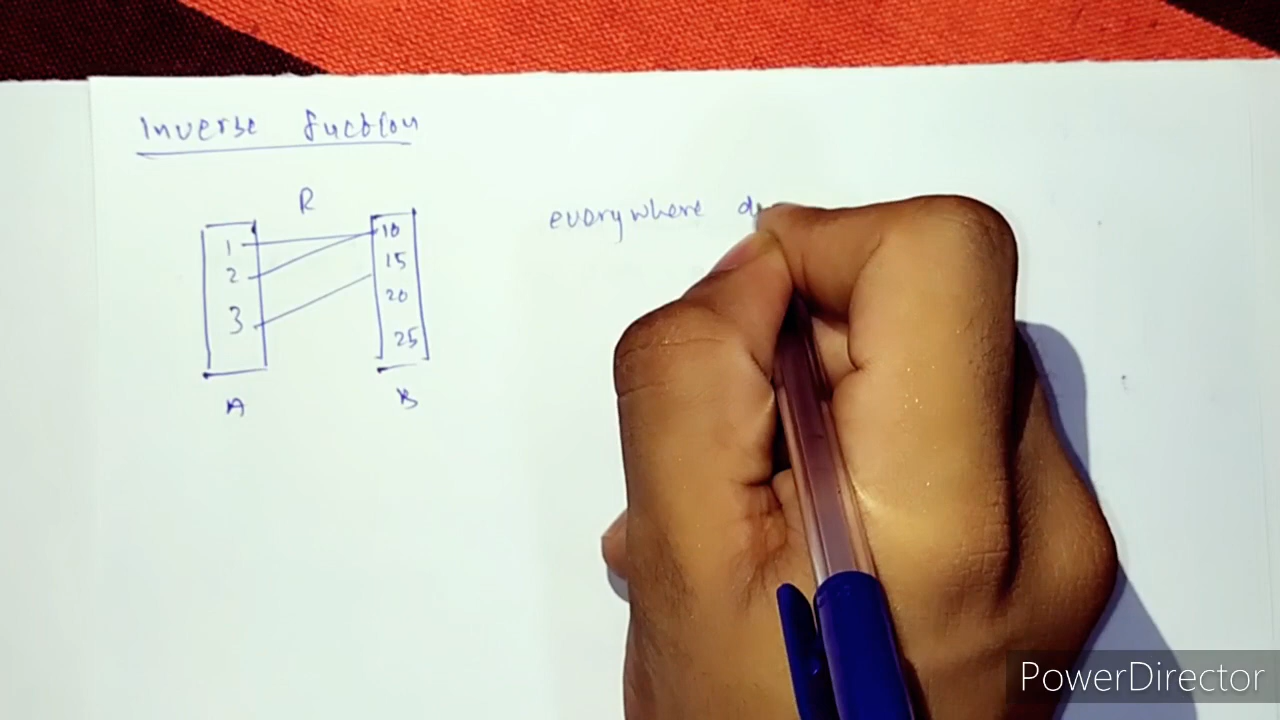 Inverse fuction
R
everywhere d
1 10
2 15
3 20
25
A B
PowerDirector